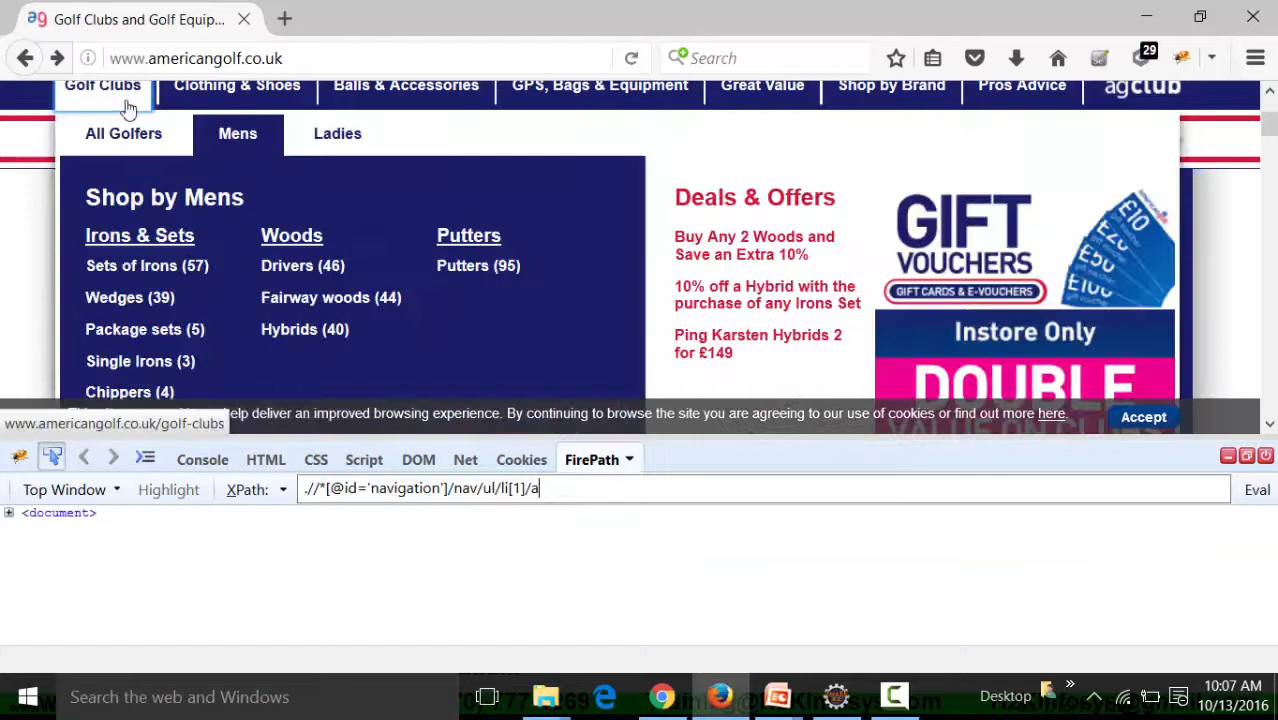 ag Golf Clubs and Golf Equip...
www.americangolf.co.uk
Search
29
Golf Clubs Clothing & Shoes Balls & Accessories GPS, Bags & Equipment Great Value Shop by Brand Pros Advice agclub
All Golfers Mens Ladies
Shop by Mens
Irons & Sets
Sets of Irons (57)
Wedges (39)
Package sets (5)
Single Irons (3)
Chippers (4)
Woods
Drivers (46)
Fairway woods (44)
Hybrids (40)
Putters
Putters (95)
Deals & Offers
Buy Any 2 Woods and
Save an Extra 10%
10% off a Hybrid with the
purchase of any Irons Set
Ping Karsten Hybrids 2
for £149
GIFT
VOUCHERS
GIFT CARDS & E-VOUCHERS
£10
£20
£50
£100
Instore Only
DOUBLE
help deliver an improved browsing experience. By continuing to browse the site you are agreeing to our use of cookies or find out more here.
Accept
www.americangolf.co.uk/golf-clubs
Console HTML CSS Script DOM Net Cookies FirePath
Top Window Highlight XPath: .//*[@id='navigation']/nav/ul/li[1]/a Eval
<document>
Search the web and Windows
Desktop
10:07 AM
10/13/2016